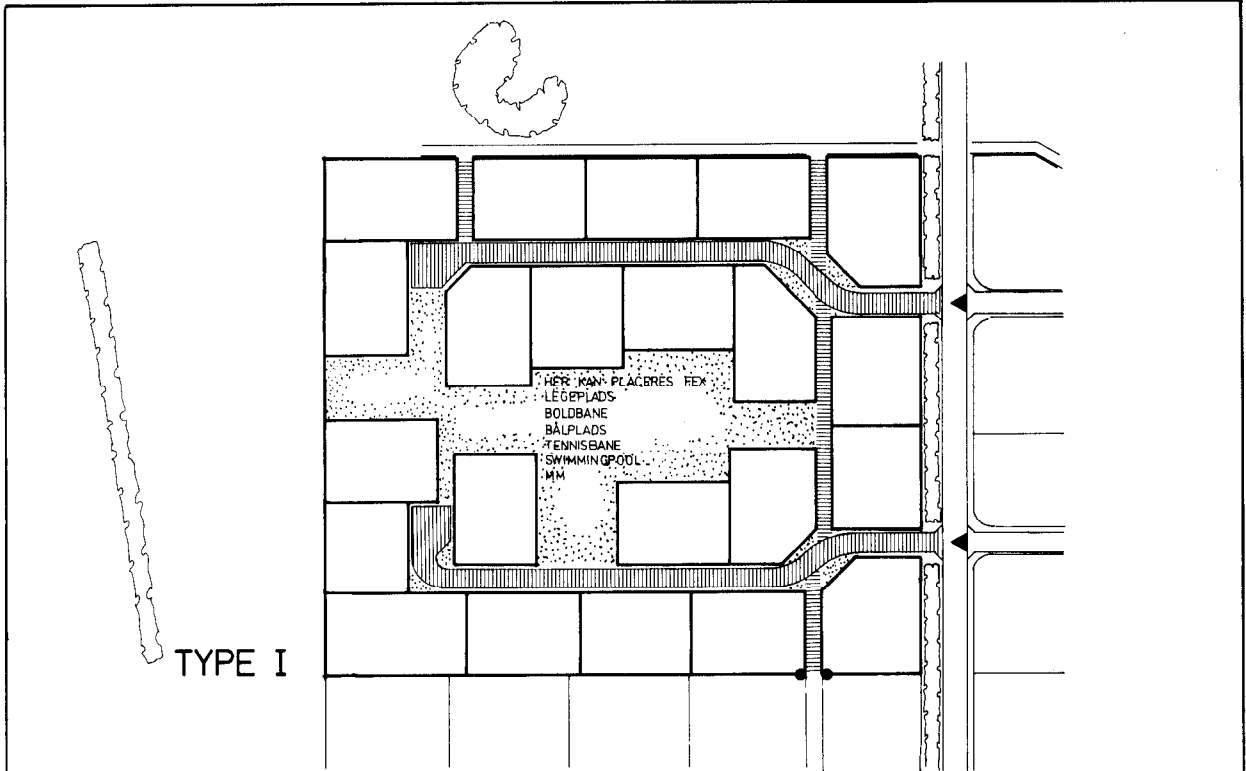 HER KAN PLACERES FEX
LEGEPLADS
BOLDBANE
BÅLPLADS
TENNISBANE
SWIMMINGPOOL
MM
TYPE I